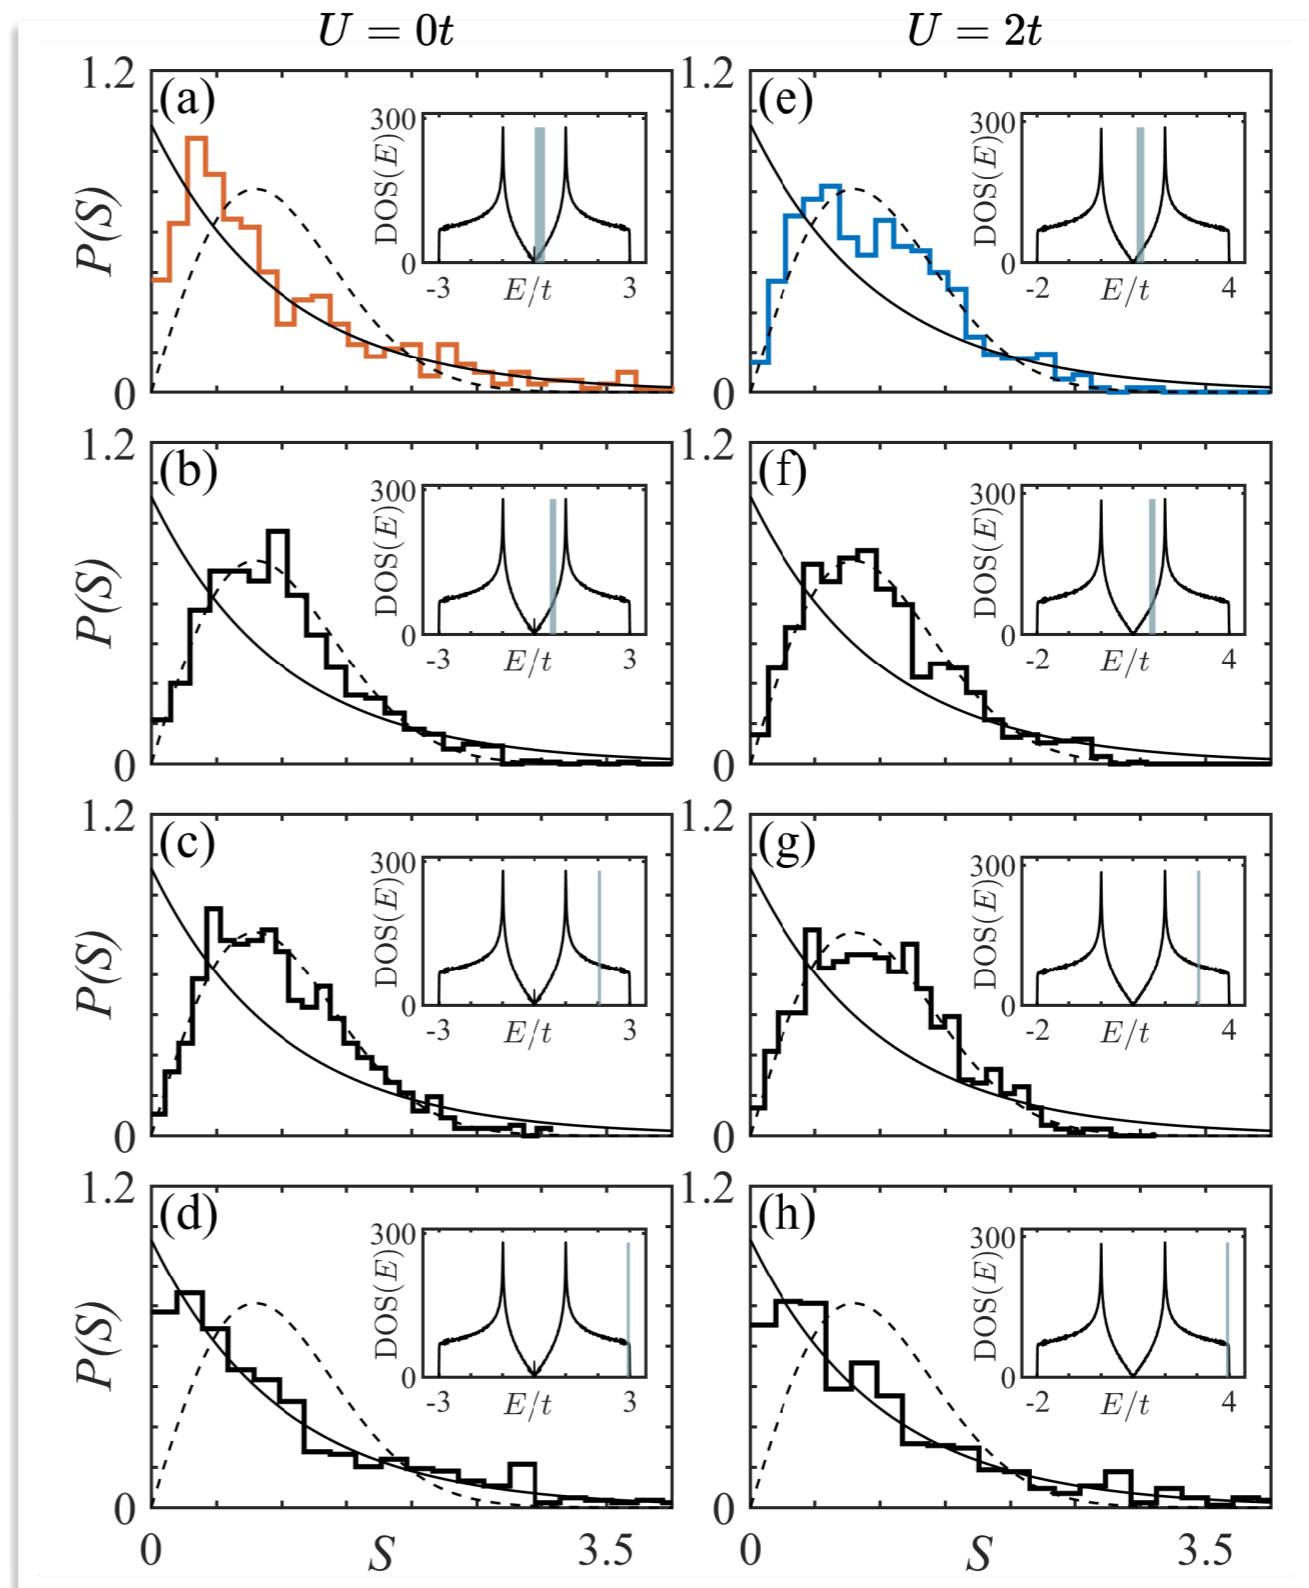 U = 0t U = 2t
1.2 (a) 300 DOS(E) 0 -3 E/t 3 P(S) 0
1.2 (e) 300 DOS(E) 0 -2 E/t 4 0
1.2 (b) 300 DOS(E) 0 -3 E/t 3 P(S) 0
1.2 (f) 300 DOS(E) 0 -2 E/t 4 0
1.2 (c) 300 DOS(E) 0 -3 E/t 3 P(S) 0
1.2 (g) 300 DOS(E) 0 -2 E/t 4 0
1.2 (d) 300 DOS(E) 0 -3 E/t 3 P(S) 0
1.2 (h) 300 DOS(E) 0 -2 E/t 4 0
0 S 3.5 0 S 3.5